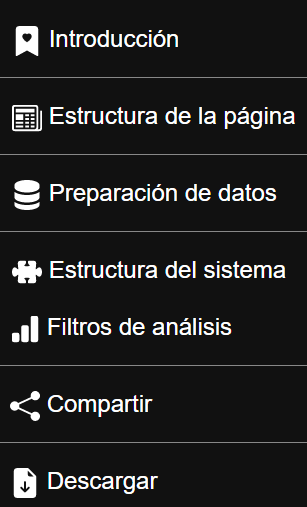 Introducción
Estructura de la página
Preparación de datos
Estructura del sistema
Filtros de análisis
Compartir
Descargar